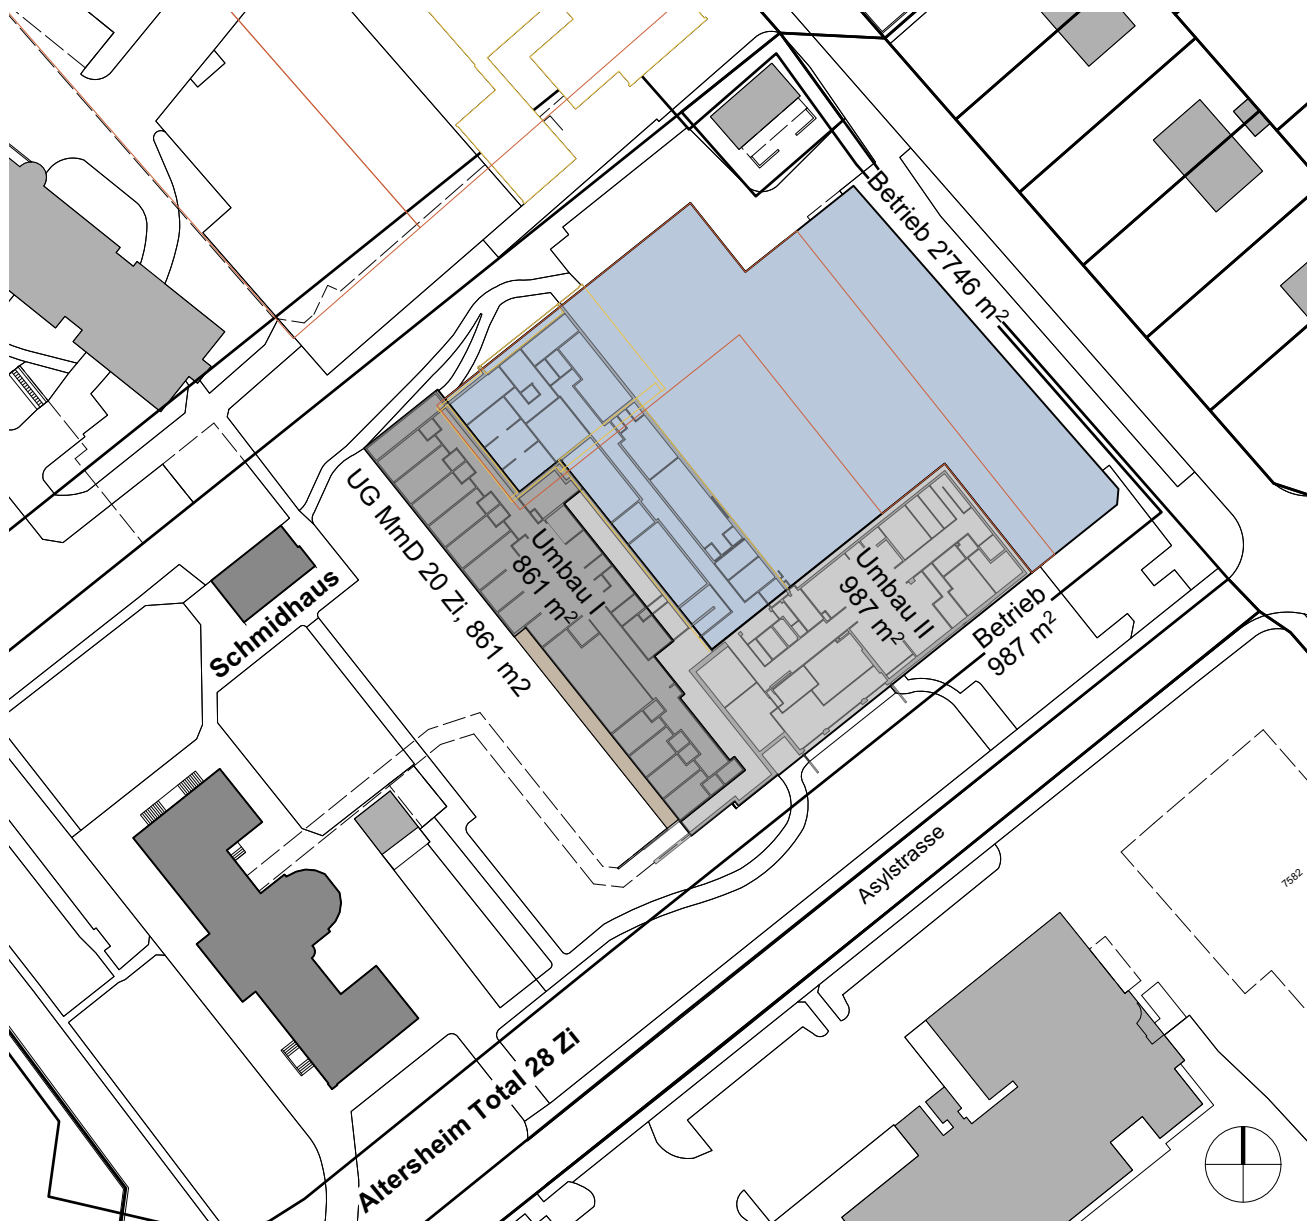 Betrieb 2'746 m²
UG MmD 20 Zi, 861 m2
Umbau I
861 m²
Umbau II
987 m²
Betrieb
987 m²
Schmidhaus
Asylstrasse
7582
Altersheim Total 28 Zi